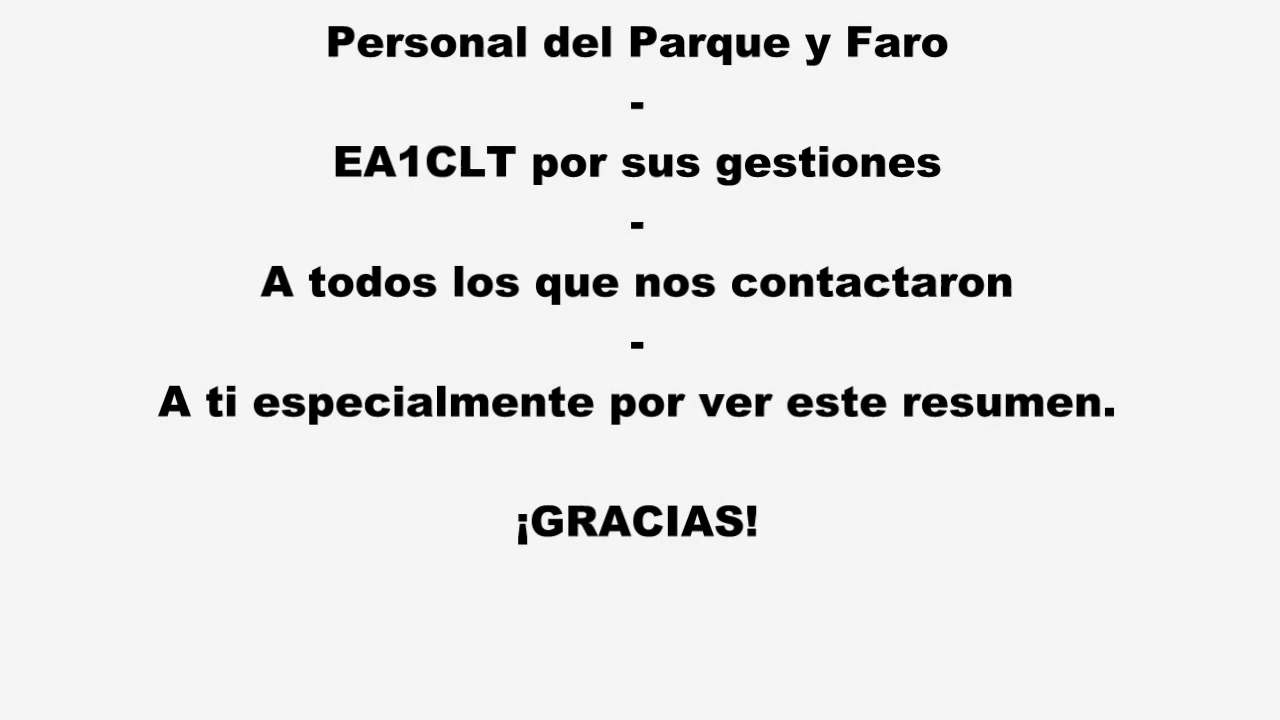 Personal del Parque y Faro
-
EA1CLT por sus gestiones
-
A todos los que nos contactaron
-
A ti especialmente por ver este resumen.
¡GRACIAS!